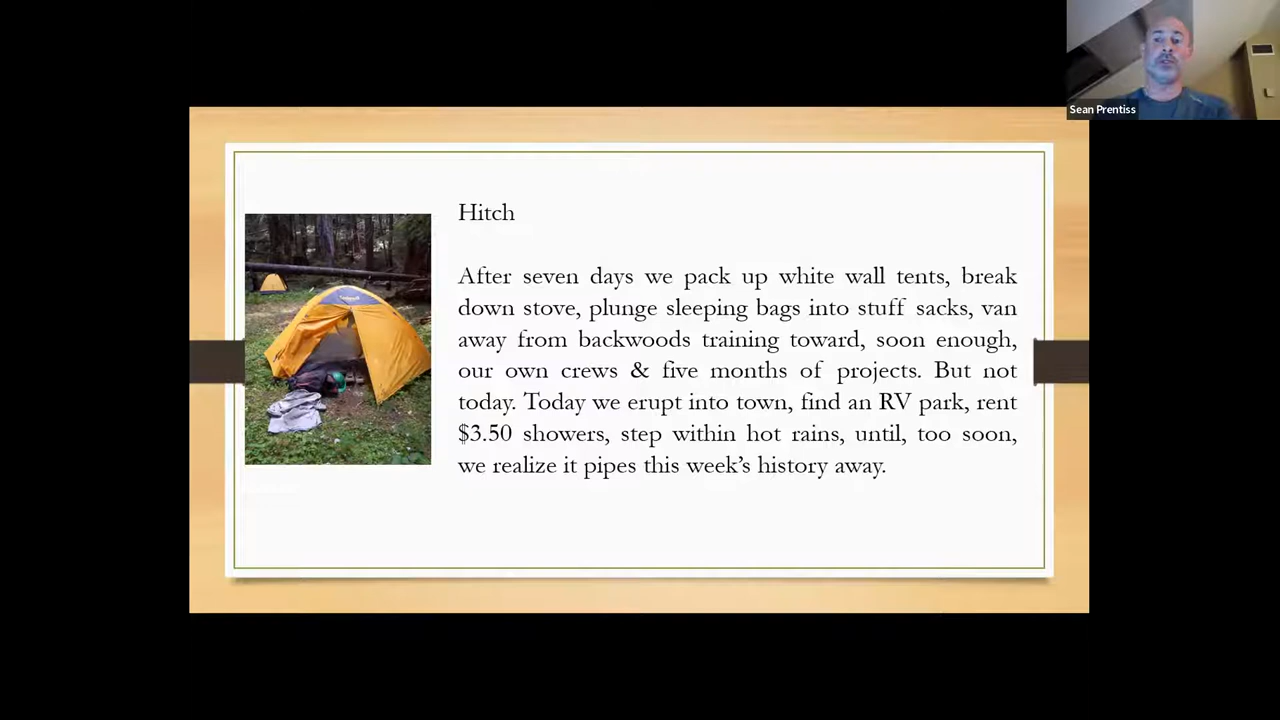 Sean Prentiss
Hitch
After seven days we pack up white wall tents, break
down stove, plunge sleeping bags into stuff sacks, van
away from backwoods training toward, soon enough,
our own crews & five months of projects. But not
today. Today we erupt into town, find an RV park, rent
$3.50 showers, step within hot rains, until, too soon,
we realize it pipes this week's history away.